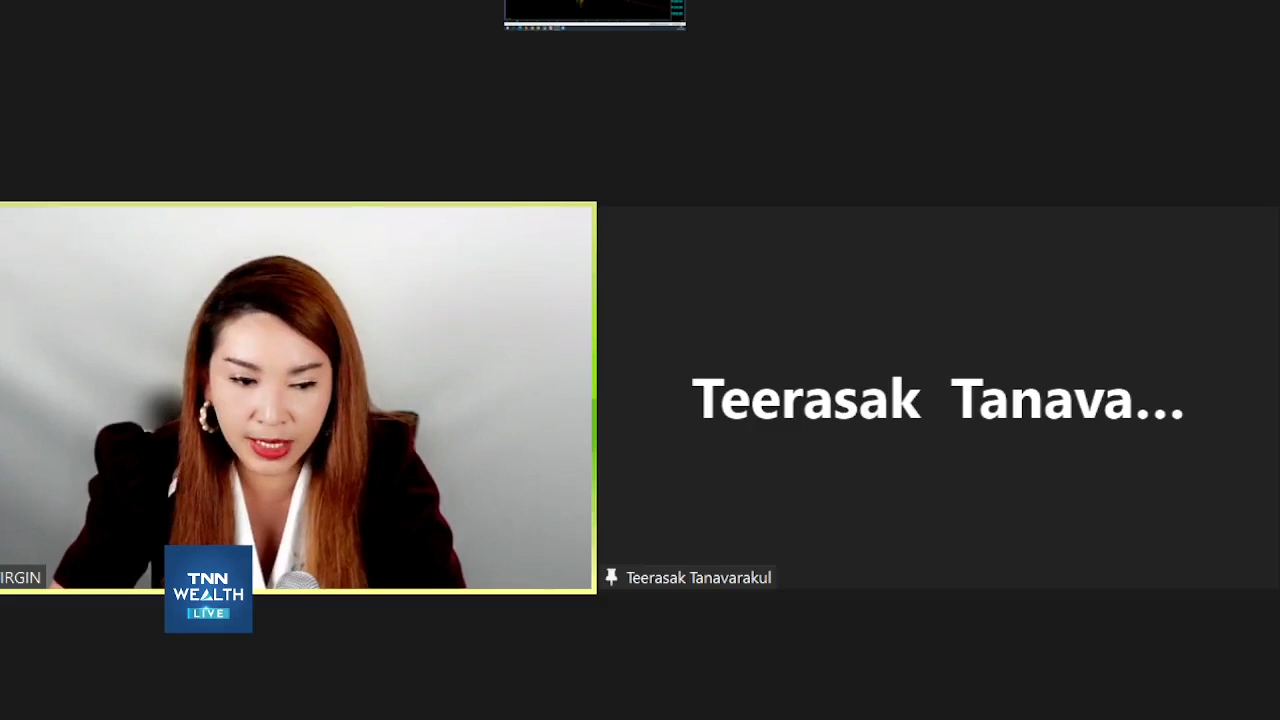 Teerasak Tanava...
IRGIN
Teerasak Tanavarakul
TNN
WEALTH
LIVE